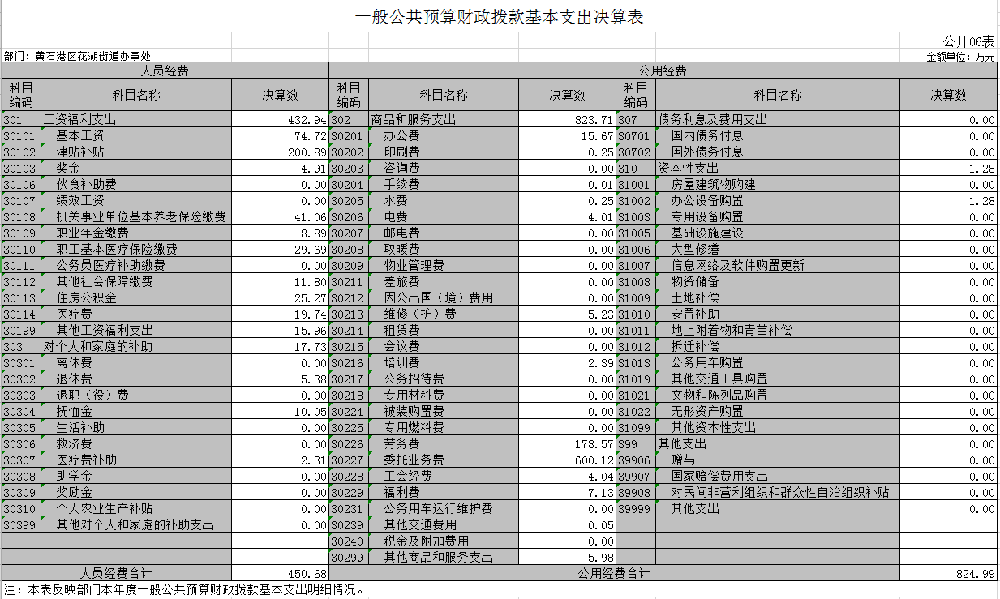 一般公共预算财政拨款基本支出决算表
公开06表
部门：黄石港区花湖街道办事处 金额单位：万元
人员经费 公用经费
科目编码 科目名称 决算数 科目编码 科目名称 决算数 科目编码 科目名称 决算数
301 工资福利支出 432.94 302 商品和服务支出 823.71 307 债务利息及费用支出 0.00
30101 基本工资 74.72 30201 办公费 15.67 30701 国内债务付息 0.00
30102 津贴补贴 200.89 30202 印刷费 0.25 30702 国外债务付息 0.00
30103 奖金 4.91 30203 咨询费 0.00 310 资本性支出 1.28
30106 伙食补助费 0.00 30204 手续费 0.01 31001 房屋建筑物购建 0.00
30107 绩效工资 0.00 30205 水费 0.25 31002 办公设备购置 1.28
30108 机关事业单位基本养老保险缴费 41.06 30206 电费 4.01 31003 专用设备购置 0.00
30109 职业年金缴费 8.89 30207 邮电费 0.00 31005 基础设施建设 0.00
30110 职工基本医疗保险缴费 29.69 30208 取暖费 0.00 31006 大型修缮 0.00
30111 公务员医疗补助缴费 0.00 30209 物业管理费 0.00 31007 信息网络及软件购置更新 0.00
30112 其他社会保障缴费 11.80 30211 差旅费 0.00 31008 物资储备 0.00
30113 住房公积金 25.27 30212 因公出国（境）费用 0.00 31009 土地补偿 0.00
30114 医疗费 19.74 30213 维修（护）费 5.23 31010 安置补助 0.00
30199 其他工资福利支出 15.96 30214 租赁费 0.00 31011 地上附着物和青苗补偿 0.00
303 对个人和家庭的补助 17.73 30215 会议费 0.00 31012 拆迁补偿 0.00
30301 离休费 0.00 30216 培训费 2.39 31013 公务用车购置 0.00
30302 退休费 5.38 30217 公务招待费 0.00 31019 其他交通工具购置 0.00
30303 退职（役）费 0.00 30218 专用材料费 0.00 31021 文物和陈列品购置 0.00
30304 抚恤金 10.05 30224 被装购置费 0.00 31022 无形资产购置 0.00
30305 生活补助 0.00 30225 专用燃料费 0.00 31099 其他资本性支出 0.00
30306 救济费 0.00 30226 劳务费 178.57 399 其他支出 0.00
30307 医疗费补助 2.31 30227 委托业务费 600.12 39906 赠与 0.00
30308 助学金 0.00 30228 工会经费 4.04 39907 国家赔偿费用支出 0.00
30309 奖励金 0.00 30229 福利费 7.13 39908 对民间非营利组织和群众性自治组织补贴 0.00
30310 个人农业生产补贴 0.00 30231 公务用车运行维护费 0.00 39999 其他支出 0.00
30399 其他对个人和家庭的补助支出 0.00 30239 其他交通费用 0.05
30240 税金及附加费用 0.00
30299 其他商品和服务支出 5.98
人员经费合计 450.68 公用经费合计 824.99
注：本表反映部门本年度一般公共预算财政拨款基本支出明细情况。